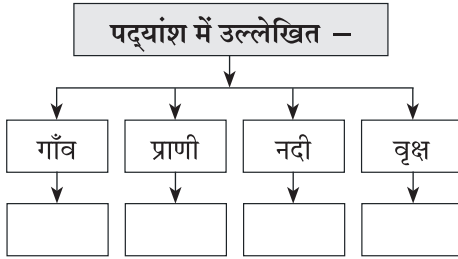 पद्यांश में उल्लेखित –
गाँव प्राणी नदी वृक्ष